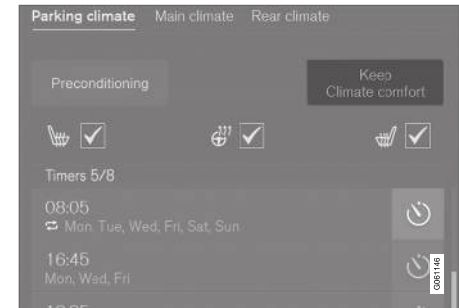 Parking climate Main climate Rear climate
Preconditioning
Keep
Climate comfort
Timers 5/8
08:05
Mon, Tue, Wed, Fri, Sat, Sun
16:45
Mon, Wed, Fri
G061146